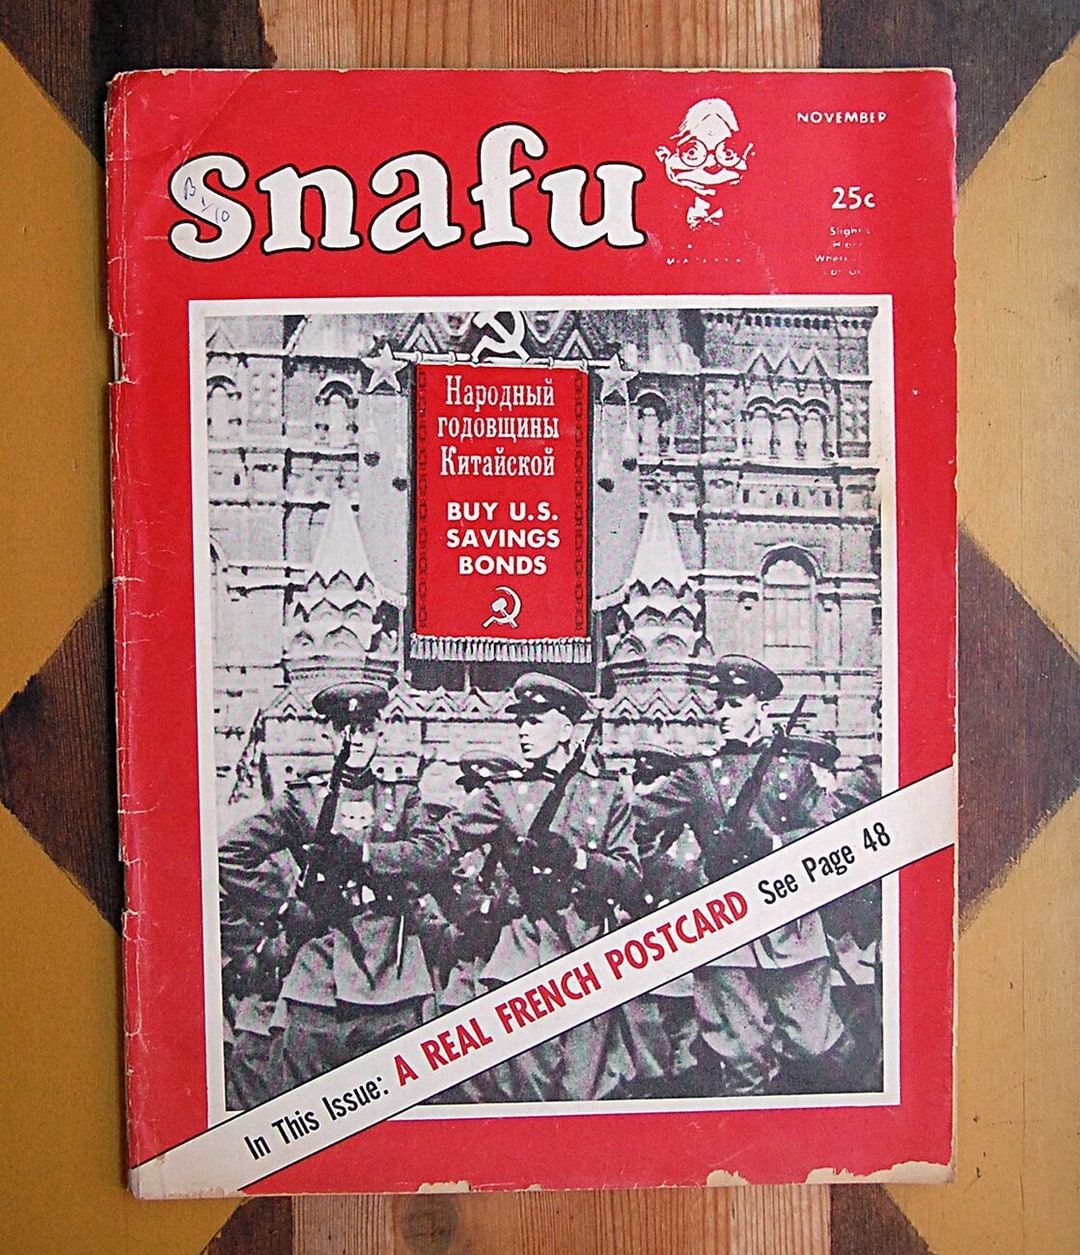 snafu
NOVEMBER
25c
Народный
годовщины
Китайской
BUY U.S.
SAVINGS
BONDS
In This Issue: A REAL FRENCH POSTCARD See Page 48